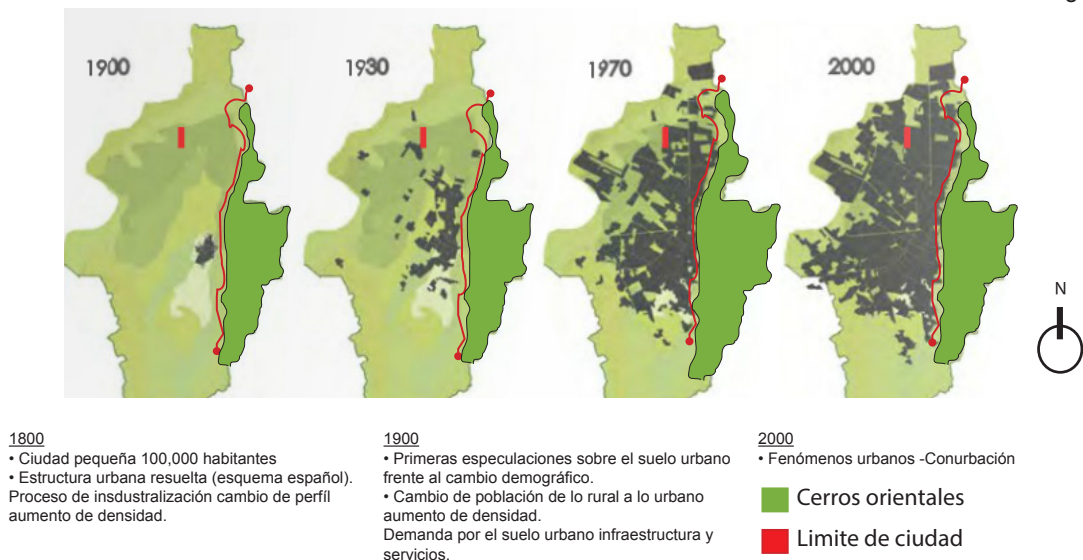 1900
1930
1970
2000
N
1800
• Ciudad pequeña 100,000 habitantes
• Estructura urbana resuelta (esquema español).
Proceso de insdustralización cambio de perfíl
aumento de densidad.
1900
• Primeras especulaciones sobre el suelo urbano
frente al cambio demográfico.
• Cambio de población de lo rural a lo urbano
aumento de densidad.
Demanda por el suelo urbano infraestructura y
servicios.
2000
• Fenómenos urbanos -Conurbación
Cerros orientales
Limite de ciudad